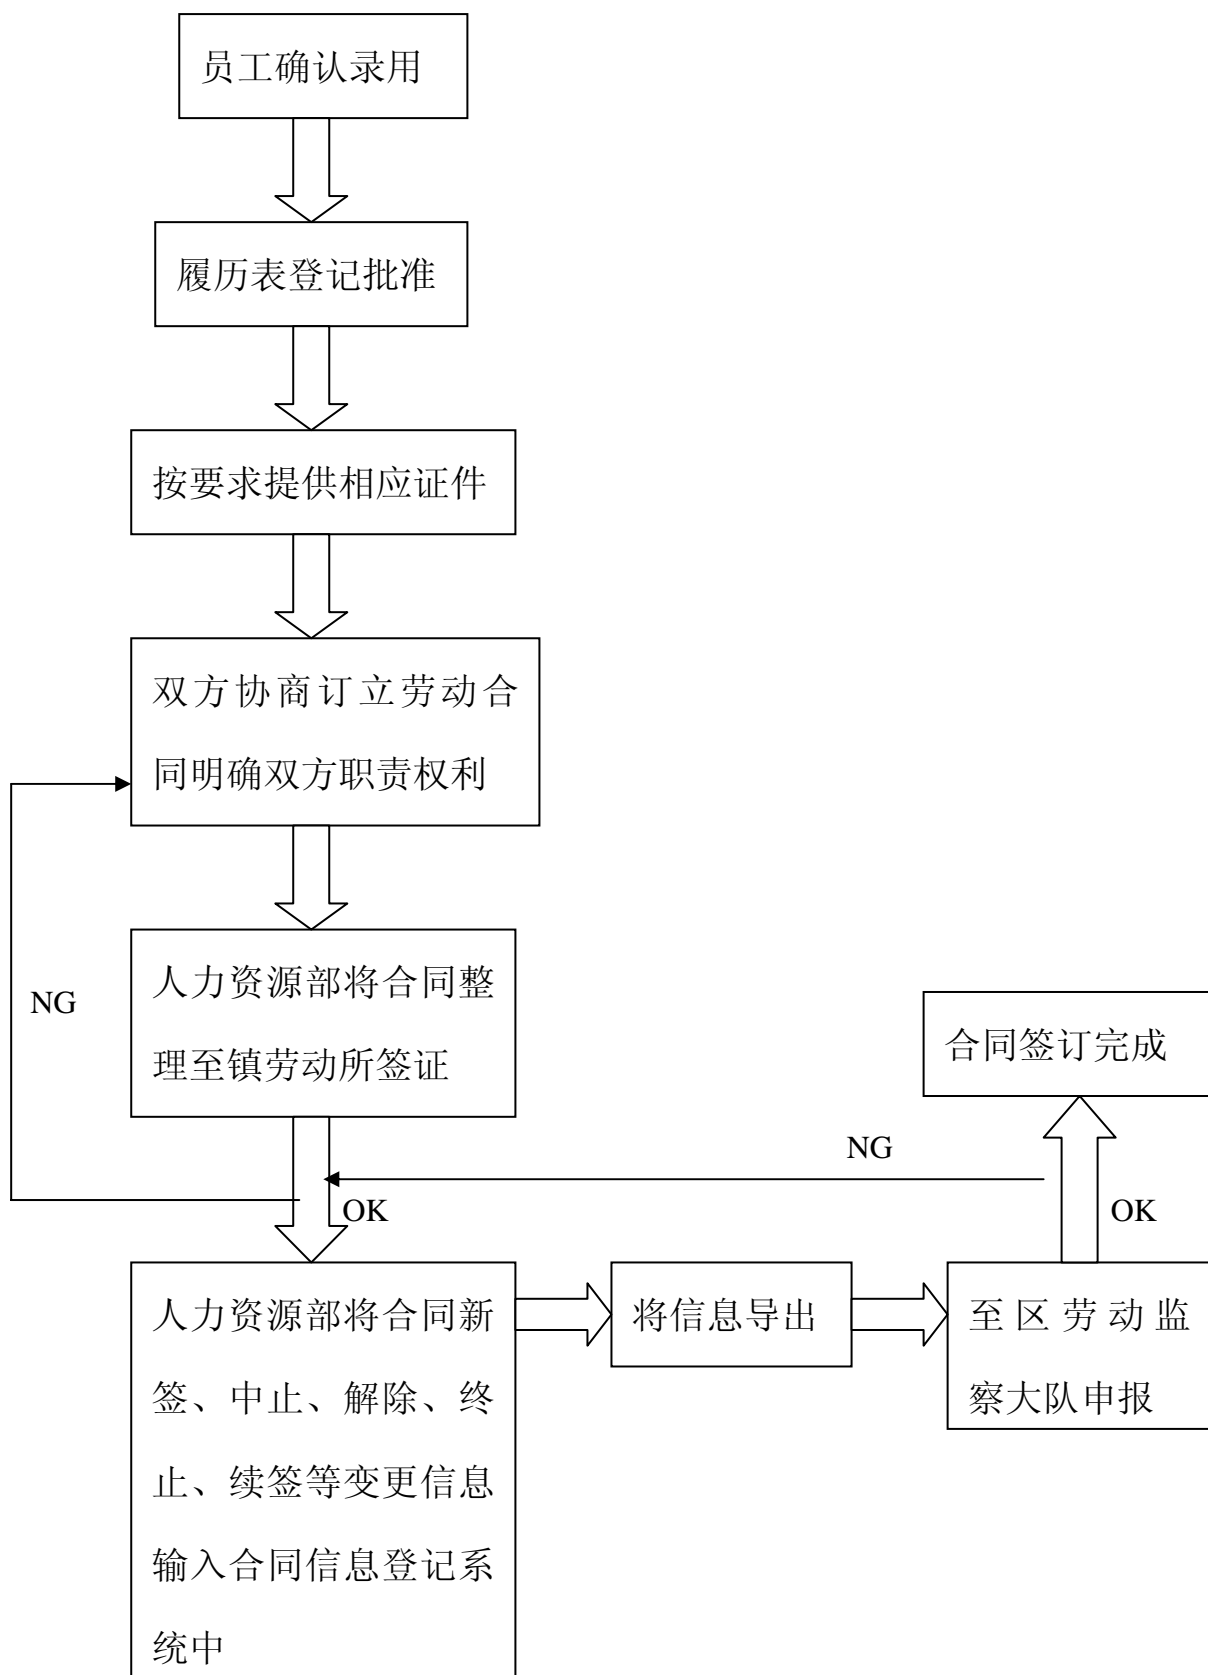 员工确认录用
履历表登记批准
按要求提供相应证件
双方协商订立劳动合
同明确双方职责权利
人力资源部将合同整
理至镇劳动所签证
NG
合同签订完成
NG
OK
OK
人力资源部将合同新
签、中止、解除、终
止、续签等变更信息
输入合同信息登记系
统中
将信息导出
至区劳动监
察大队申报